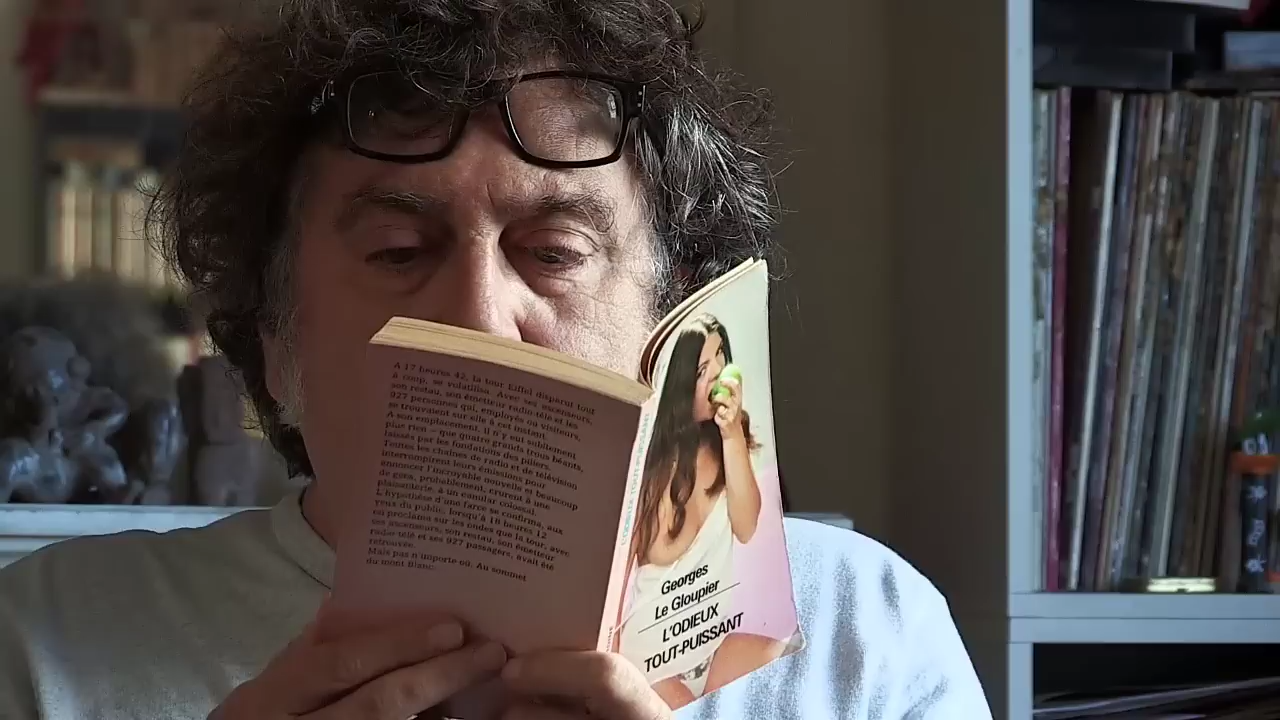 A 17 heures 42, la tour Eiffel disparut tout
à coup, se volatilisa. Avec ses ascenseurs,
son restau, son émetteur radio-télé et les
927 personnes qui, employés ou visiteurs,
se trouvaient sur elle à cet instant.
A son emplacement, il n'y eut subitement
plus rien – que quatre grands trous béants,
laissés par les fondations des piliers.
Toutes les chaînes de radio et de télévision
interrompirent leurs émissions pour
annoncer l'incroyable nouvelle et beaucoup
de gens, probablement, crurent à une
plaisanterie, à un canular colossal.
L'hypothèse d'une farce se confirma, aux
yeux du public, lorsqu'à 18 heures 12
on proclama sur les ondes que la tour, avec
ses ascenseurs, son restau, son émetteur
radio-télé et ses 927 passagers, avait été
retrouvée.
Mais pas n'importe où. Au sommet
du mont Blanc.
L'ODIEUX TOUT-PUISSANT
Georges
Le Gloupier
L'ODIEUX
TOUT-PUISSANT